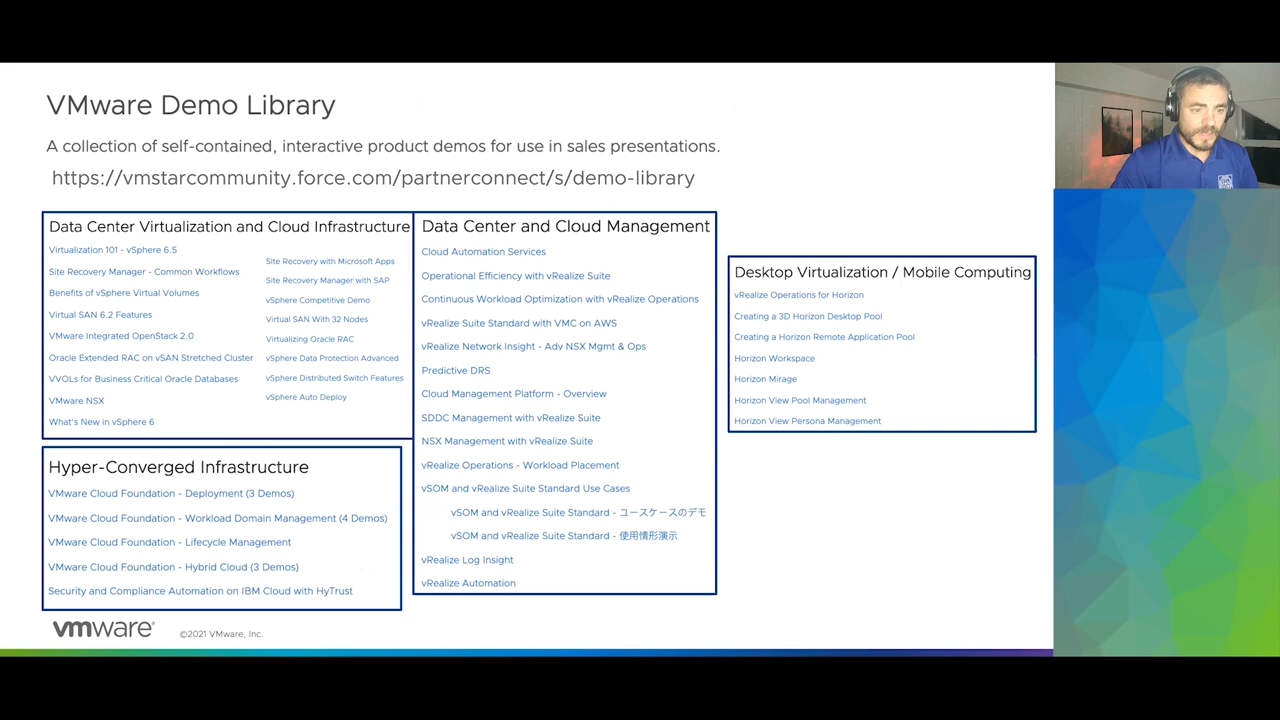 VMware Demo Library
A collection of self-contained, interactive product demos for use in sales presentations.
https://vmstarcommunity.force.com/partnerconnect/s/demo-library
Data Center Virtualization and Cloud Infrastructure
Virtualization 101 - vSphere 6.5
Site Recovery Manager - Common Workflows
Benefits of vSphere Virtual Volumes
Virtual SAN 6.2 Features
VMware Integrated OpenStack 2.0
Oracle Extended RAC on vSAN Stretched Cluster
VVOLs for Business Critical Oracle Databases
VMware NSX
What's New in vSphere 6
Site Recovery with Microsoft Apps
Site Recovery Manager with SAP
vSphere Competitive Demo
Virtual SAN With 32 Nodes
Virtualizing Oracle RAC
vSphere Data Protection Advanced
vSphere Distributed Switch Features
vSphere Auto Deploy
Hyper-Converged Infrastructure
VMware Cloud Foundation - Deployment (3 Demos)
VMware Cloud Foundation - Workload Domain Management (4 Demos)
VMware Cloud Foundation - Lifecycle Management
VMware Cloud Foundation - Hybrid Cloud (3 Demos)
Security and Compliance Automation on IBM Cloud with HyTrust
Data Center and Cloud Management
Cloud Automation Services
Operational Efficiency with vRealize Suite
Continuous Workload Optimization with vRealize Operations
vRealize Suite Standard with VMC on AWS
vRealize Network Insight - Adv NSX Mgmt & Ops
Predictive DRS
Cloud Management Platform - Overview
SDDC Management with vRealize Suite
NSX Management with vRealize Suite
vRealize Operations - Workload Placement
vSOM and vRealize Suite Standard Use Cases
vSOM and vRealize Suite Standard - ユースケースのデモ
vSOM and vRealize Suite Standard - 使用情形演示
vRealize Log Insight
vRealize Automation
Desktop Virtualization / Mobile Computing
vRealize Operations for Horizon
Creating a 3D Horizon Desktop Pool
Creating a Horizon Remote Application Pool
Horizon Workspace
Horizon Mirage
Horizon View Pool Management
Horizon View Persona Management
vmware®
©2021 VMware, Inc.